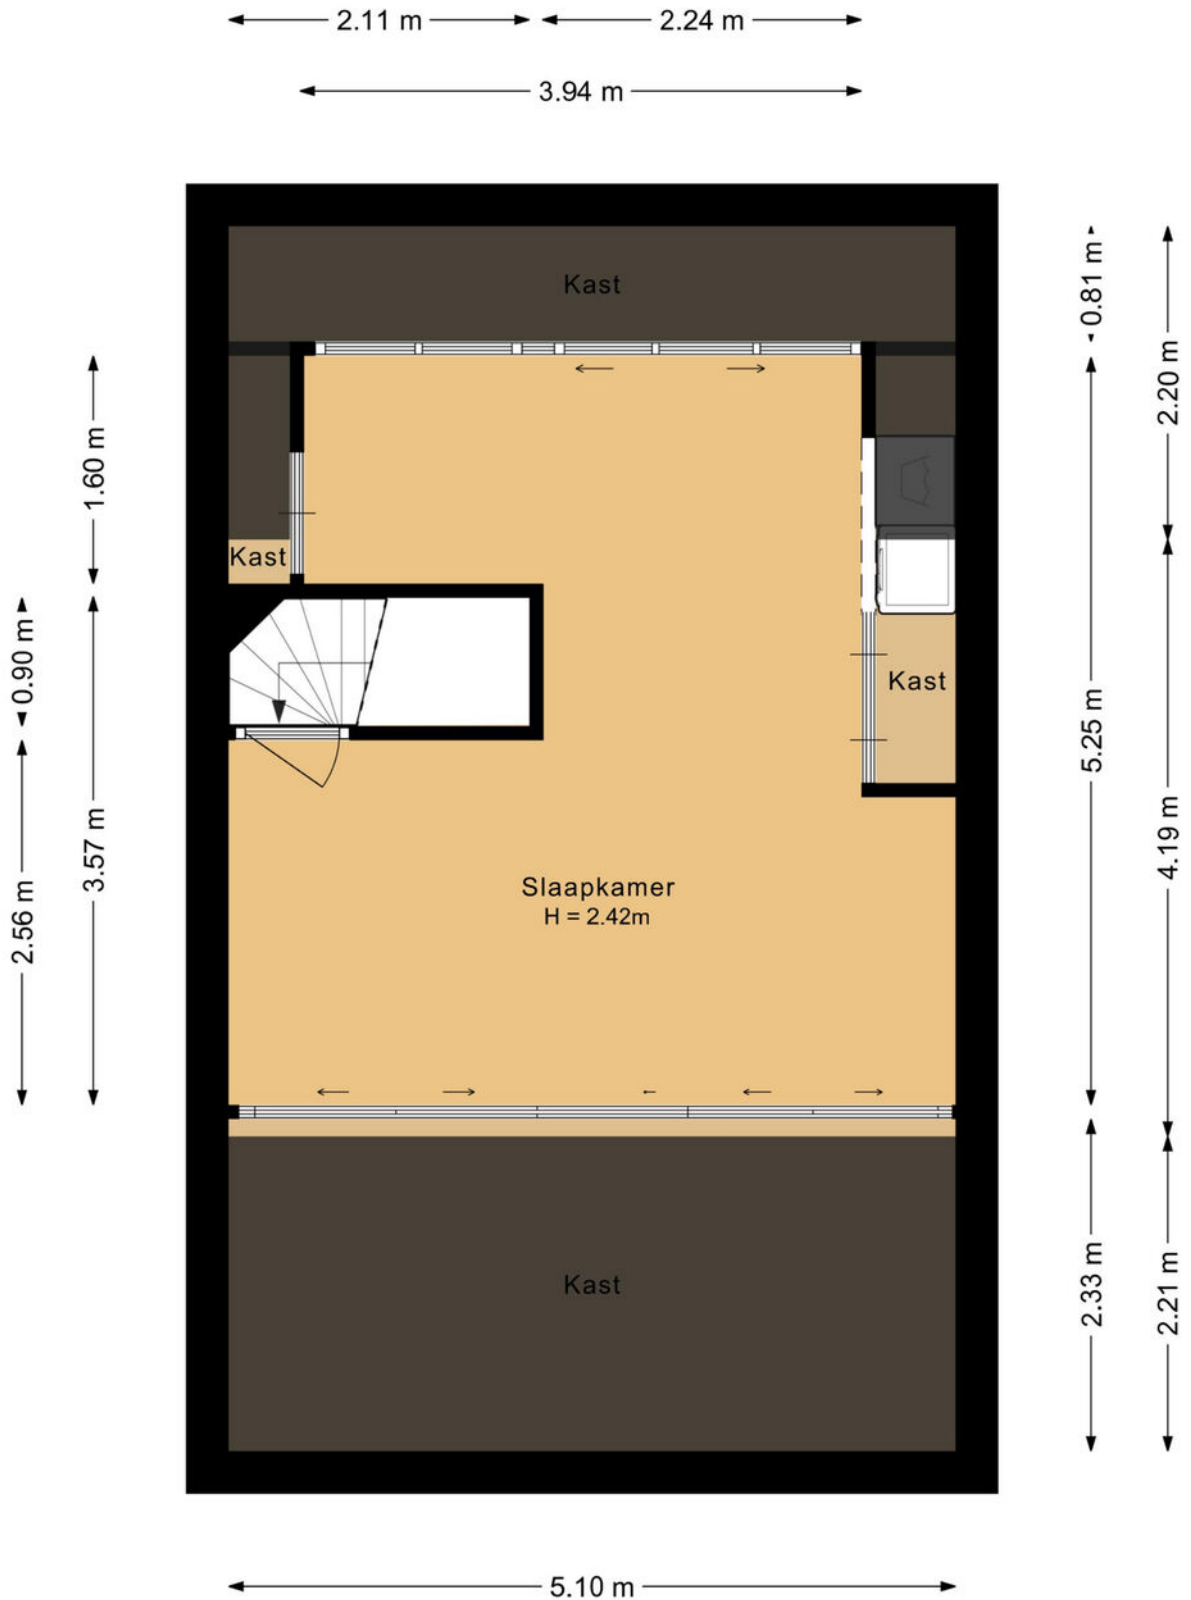 2.11 m
2.24 m
3.94 m
Kast
0.81 m
2.20 m
1.60 m
Kast
0.90 m
Kast
5.25 m
3.57 m
4.19 m
2.56 m
Slaapkamer
H = 2.42m
Kast
2.33 m
2.21 m
5.10 m